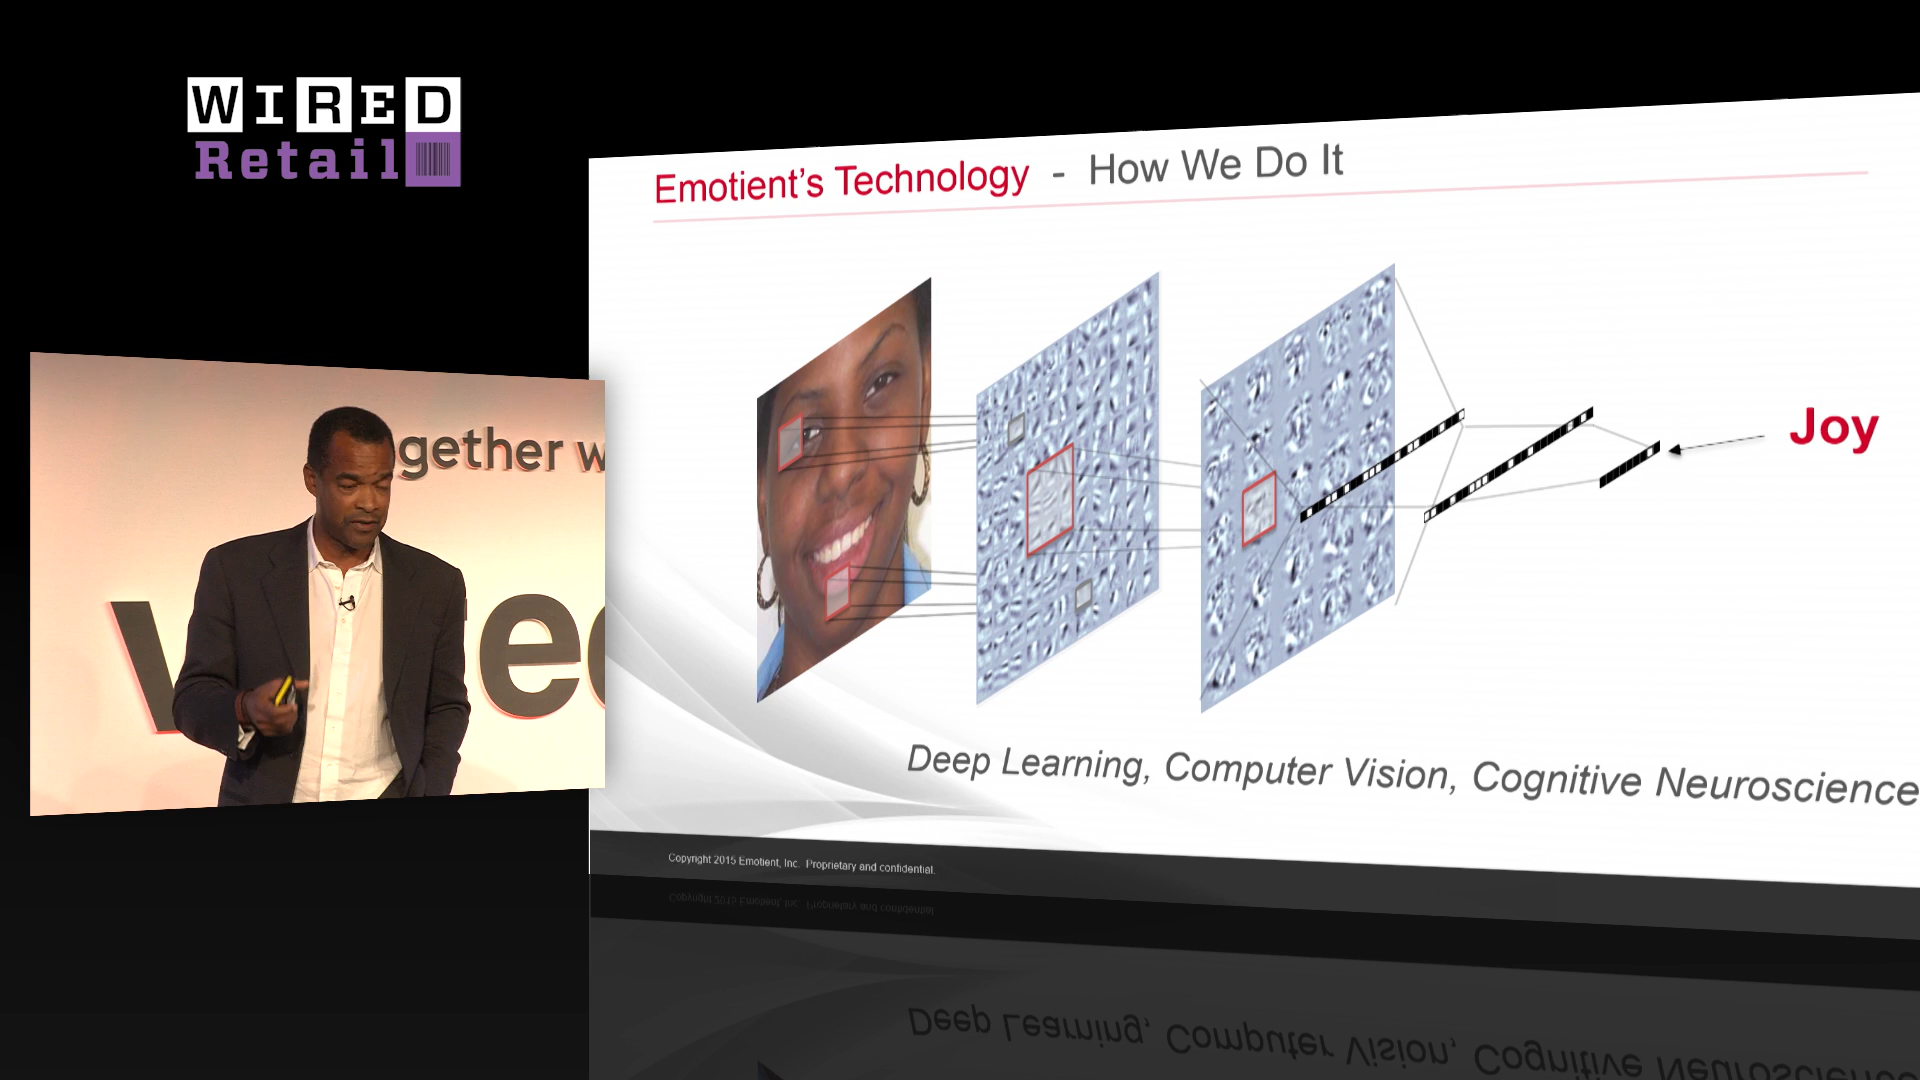 WIRED
Retail
Emotient's Technology - How We Do It
gether w
w ed
Joy
Deep Learning, Computer Vision, Cognitive Neuroscience
Copyright 2015 Emotient, Inc. Proprietary and confidential.